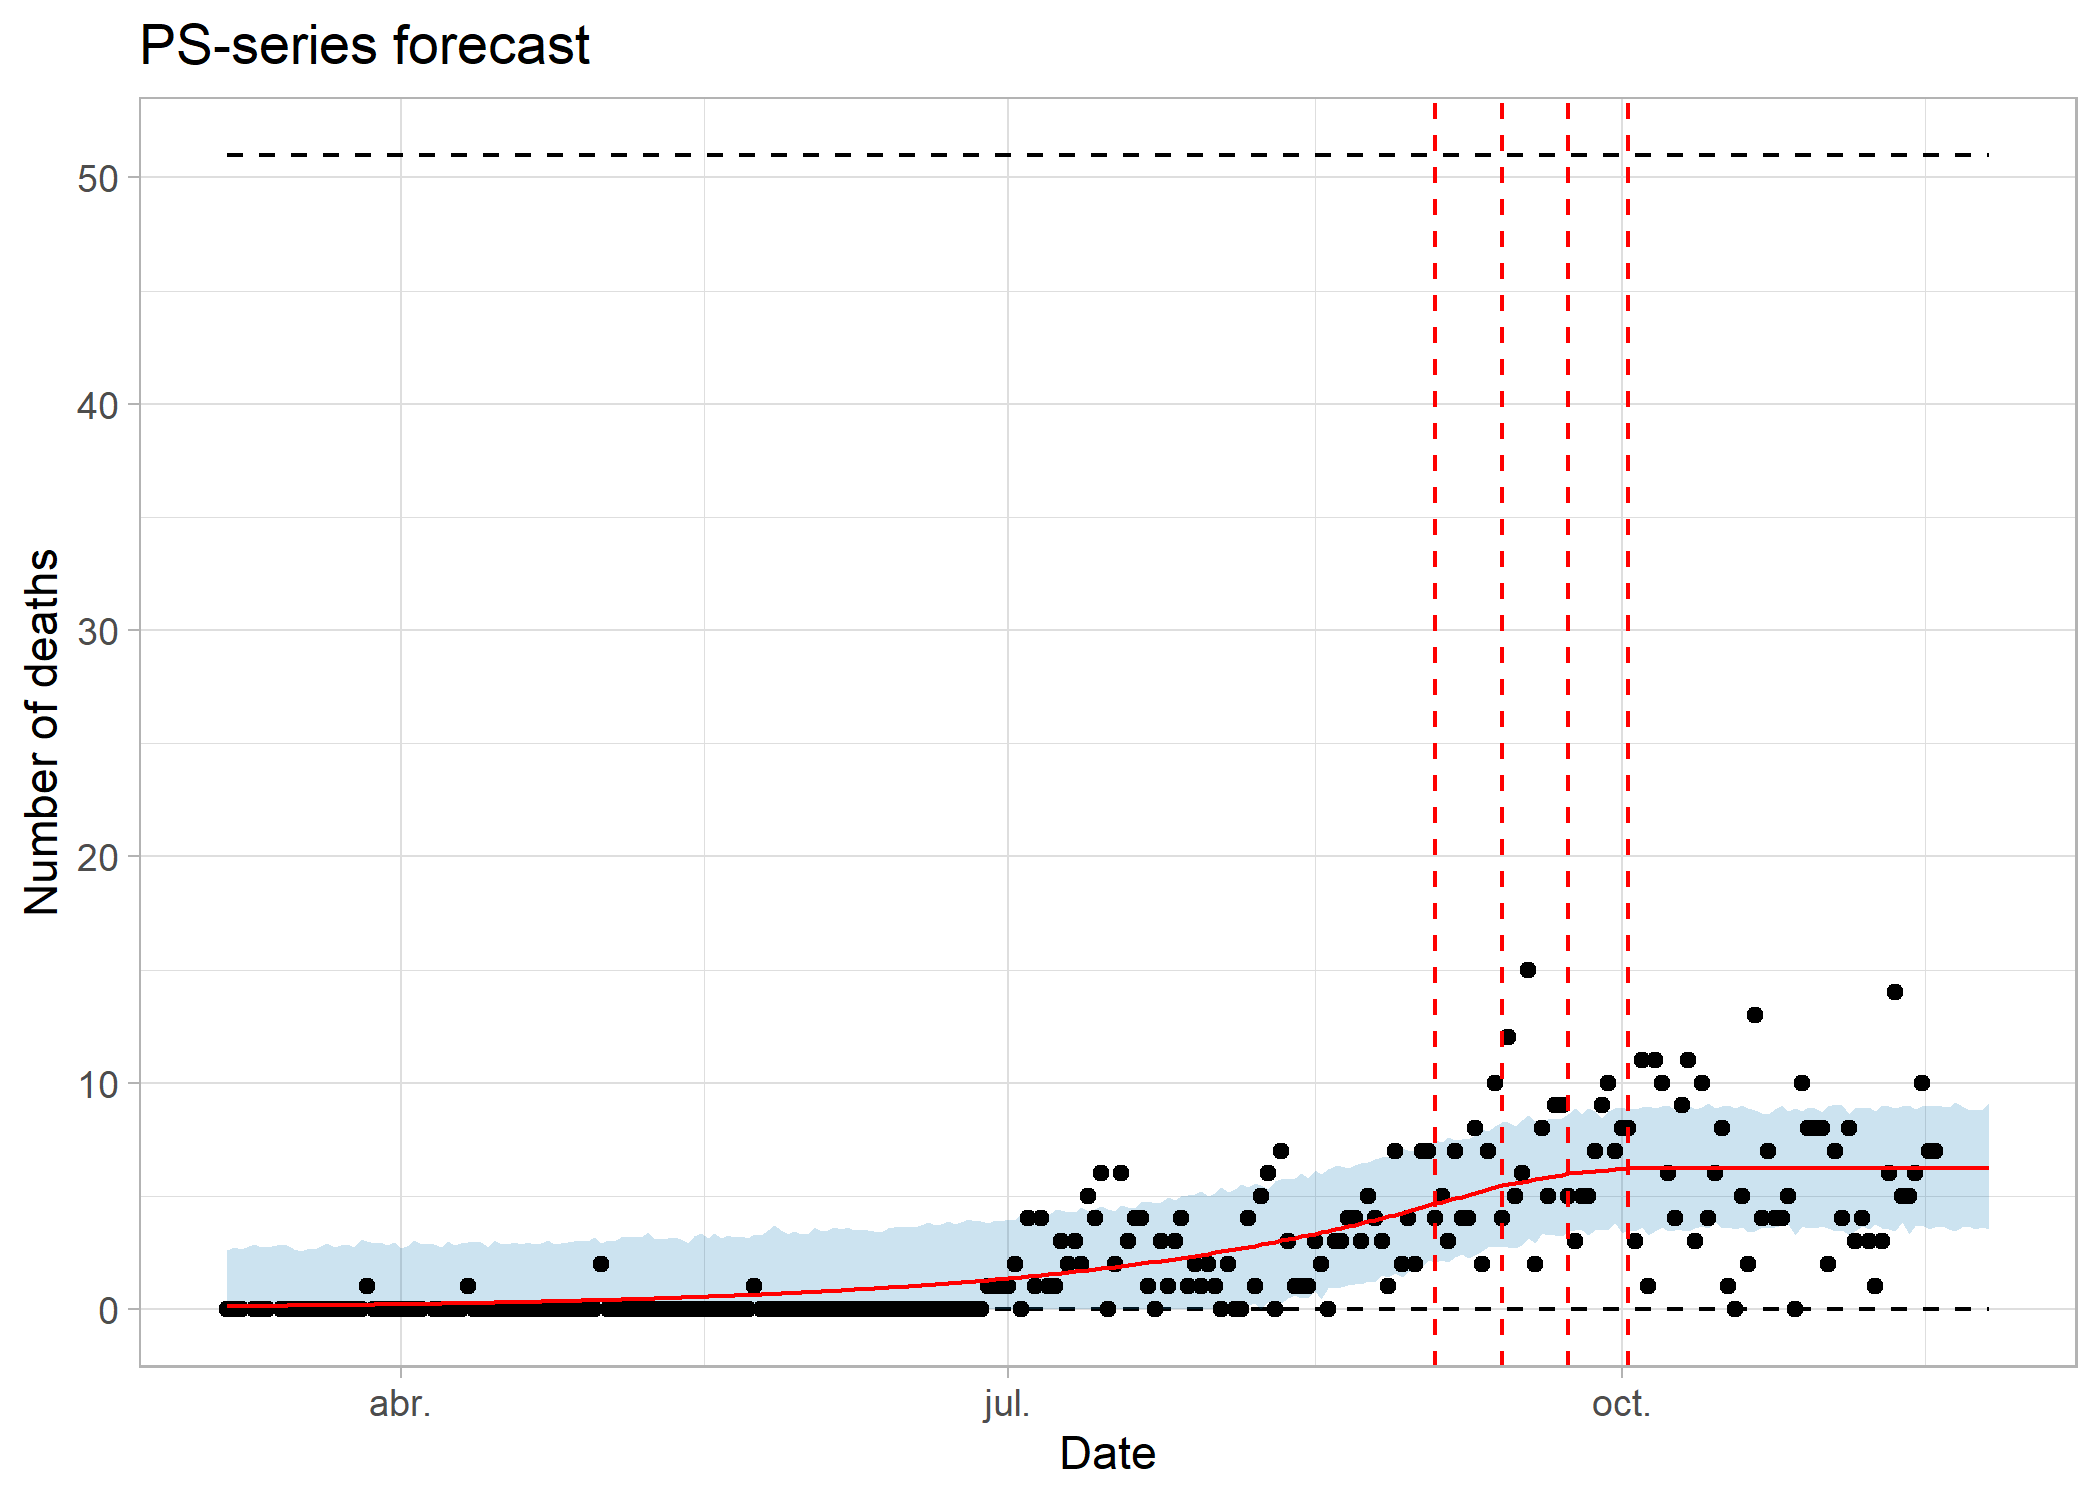 PS-series forecast
Number of deaths
50
40
30
20
10
0
abr.
jul.
oct.
Date